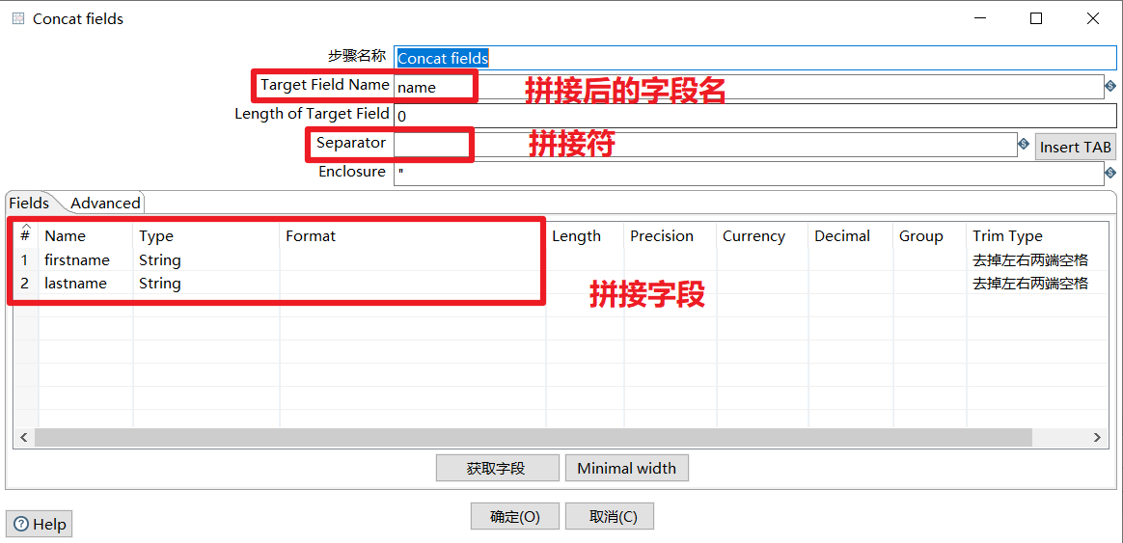 Concat fields
步骤名称 Concat fields
Target Field Name name 拼接后的字段名
Length of Target Field 0
Separator 拼接符 Insert TAB
Enclosure "
Fields Advanced
# Name Type Format Length Precision Currency Decimal Group Trim Type
1 firstname String 去掉左右两端空格
2 lastname String 去掉左右两端空格
拼接字段
获取字段 Minimal width
确定(O) 取消(C)
Help